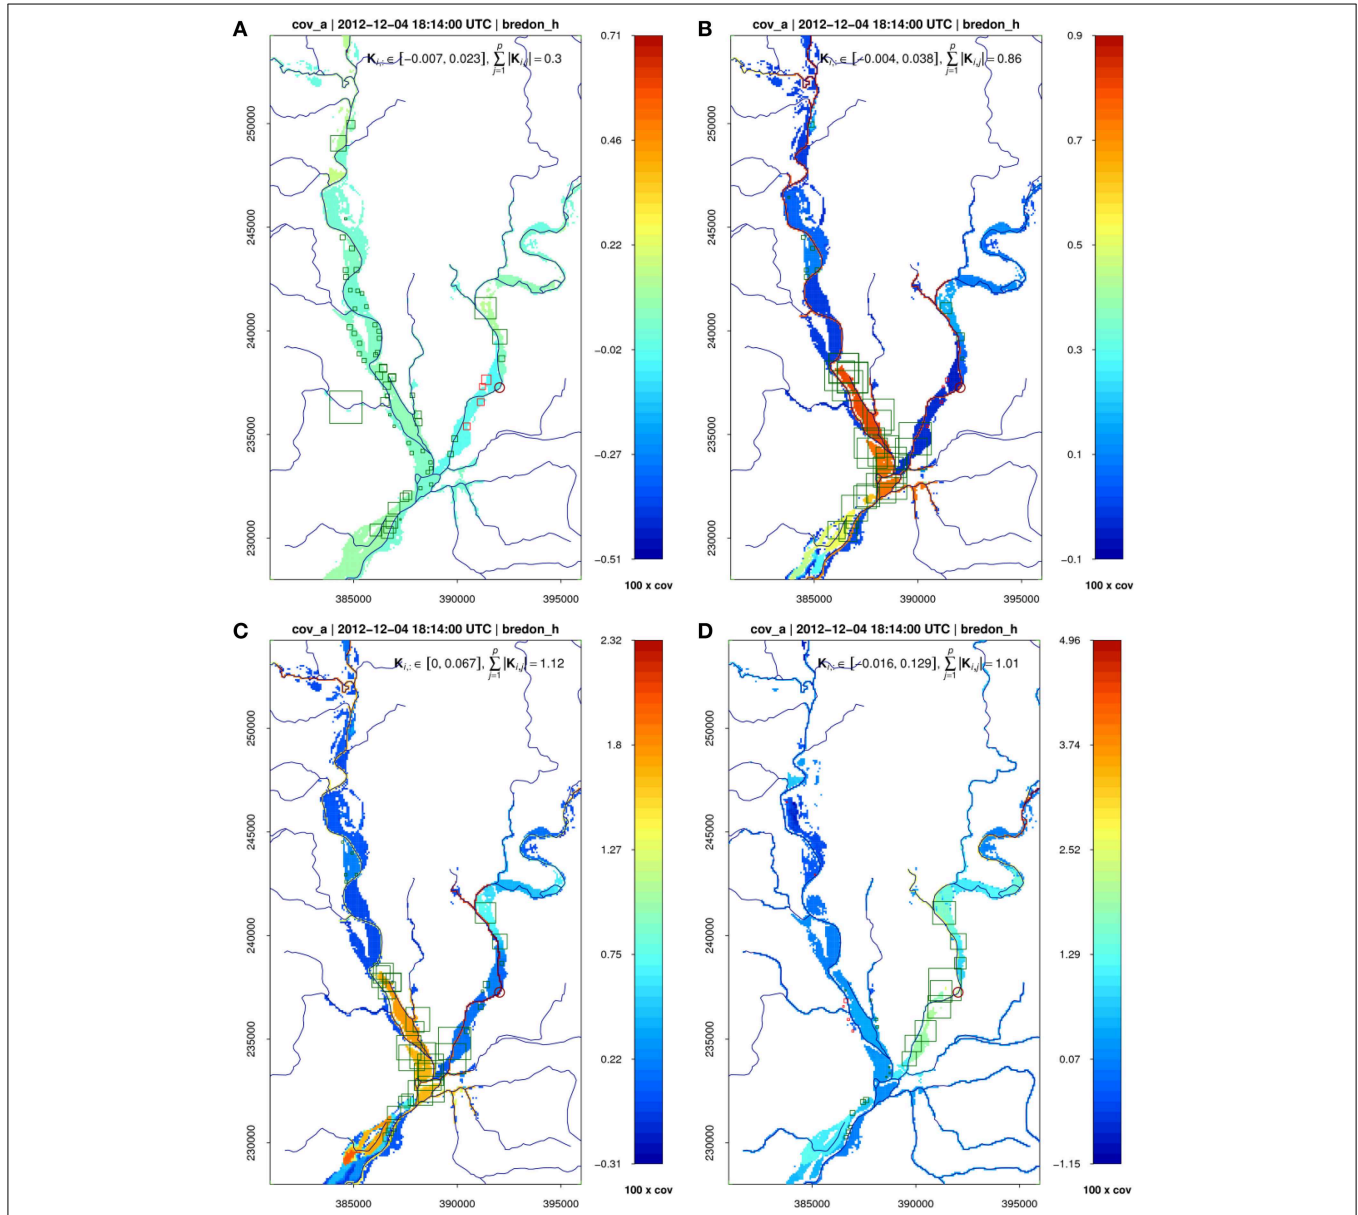 A
cov_a | 2012−12−04 18:14:00 UTC | bredon_h
K_{i,:} ∈ [−0.007, 0.023], ∑_{j=1}^{p} |K_{i,j}| = 0.3
250000
245000
240000
235000
230000
385000 390000 395000
0.71
0.46
0.22
−0.02
−0.27
−0.51
100 x cov
B
cov_a | 2012−12−04 18:14:00 UTC | bredon_h
K_{i,:} ∈ [−0.004, 0.038], ∑_{j=1}^{p} |K_{i,j}| = 0.86
250000
245000
240000
235000
230000
385000 390000 395000
0.9
0.7
0.5
0.3
0.1
−0.1
100 x cov
C
cov_a | 2012−12−04 18:14:00 UTC | bredon_h
K_{i,:} ∈ [0, 0.067], ∑_{j=1}^{p} |K_{i,j}| = 1.12
250000
245000
240000
235000
230000
385000 390000 395000
2.32
1.8
1.27
0.75
0.22
−0.31
100 x cov
D
cov_a | 2012−12−04 18:14:00 UTC | bredon_h
K_{i,:} ∈ [−0.016, 0.129], ∑_{j=1}^{p} |K_{i,j}| = 1.01
250000
245000
240000
235000
230000
385000 390000 395000
4.96
3.74
2.52
1.29
0.07
−1.15
100 x cov